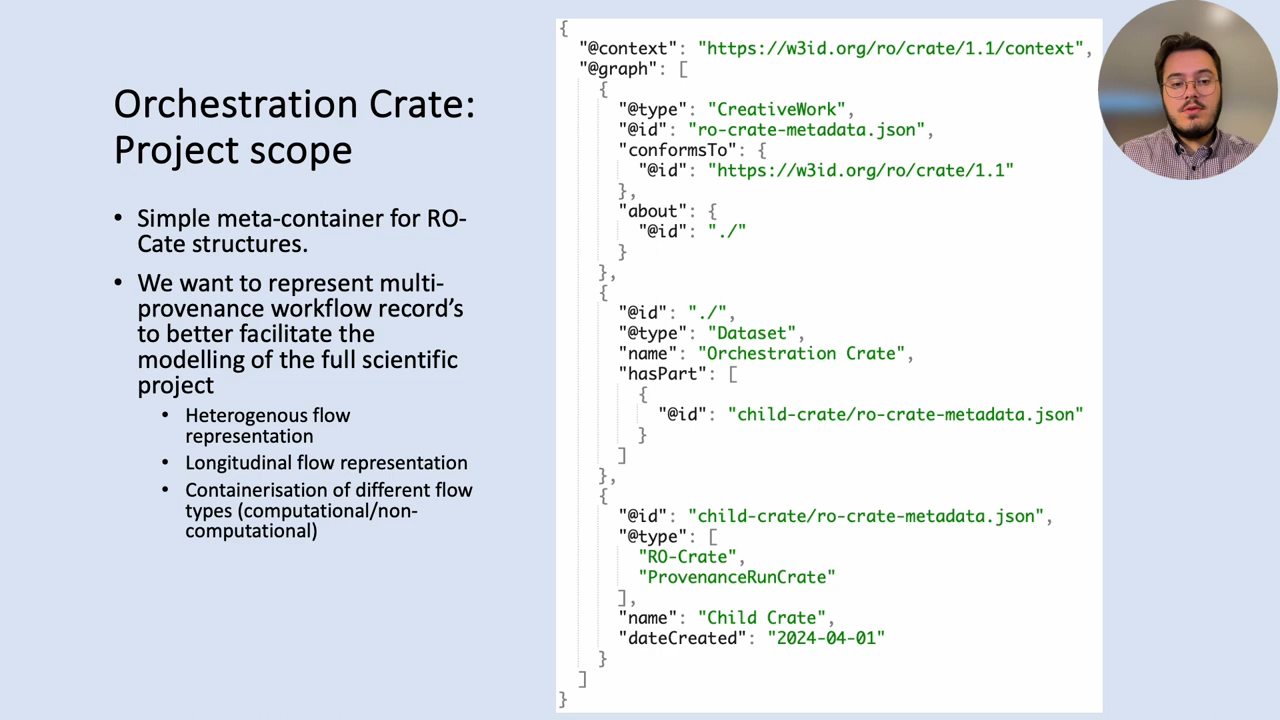 Orchestration Crate:
Project scope
• Simple meta-container for RO-
Cate structures.
• We want to represent multi-
provenance workflow record’s
to better facilitate the
modelling of the full scientific
project
• Heterogenous flow
representation
• Longitudinal flow representation
• Containerisation of different flow
types (computational/non-
computational)
{
"@context": "https://w3id.org/ro/crate/1.1/context",
"@graph": [
{
"@type": "CreativeWork",
"@id": "ro-crate-metadata.json",
"conformsTo": {
"@id": "https://w3id.org/ro/crate/1.1"
},
"about": {
"@id": "./"
}
},
{
"@id": "./",
"@type": "Dataset",
"name": "Orchestration Crate",
"hasPart": [
{
"@id": "child-crate/ro-crate-metadata.json"
}
]
},
{
"@id": "child-crate/ro-crate-metadata.json",
"@type": [
"RO-Crate",
"ProvenanceRunCrate"
],
"name": "Child Crate",
"dateCreated": "2024-04-01"
}
]
}